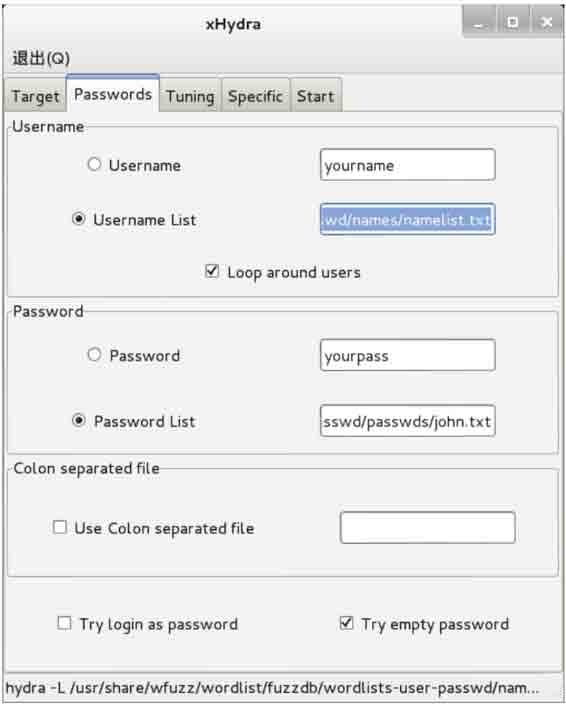 xHydra
退出(Q)
Target Passwords Tuning Specific Start
Username
Username yourname
Username List swd/names/namelist.txt
Loop around users
Password
Password yourpass
Password List sswd/passwds/john.txt
Colon separated file
Use Colon separated file
Try login as password Try empty password
hydra -L /usr/share/wfuzz/wordlist/fuzzdb/wordlists-user-passwd/nam...